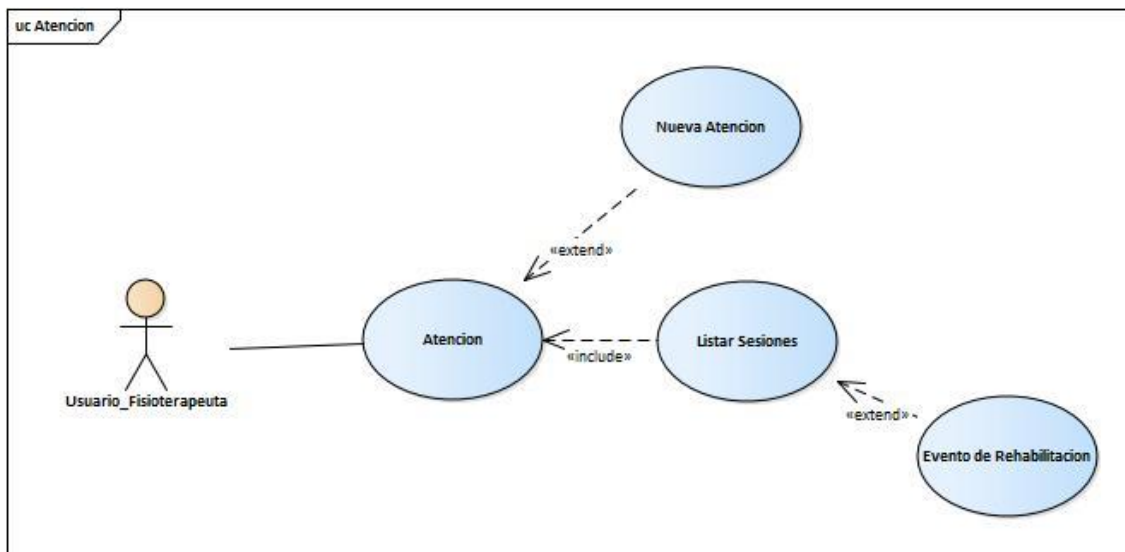 uc Atencion
Nueva Atencion
«extend»
Atencion
«include»
Listar Sesiones
Usuario_Fisioterapeuta
«extend»
Evento de Rehabilitacion